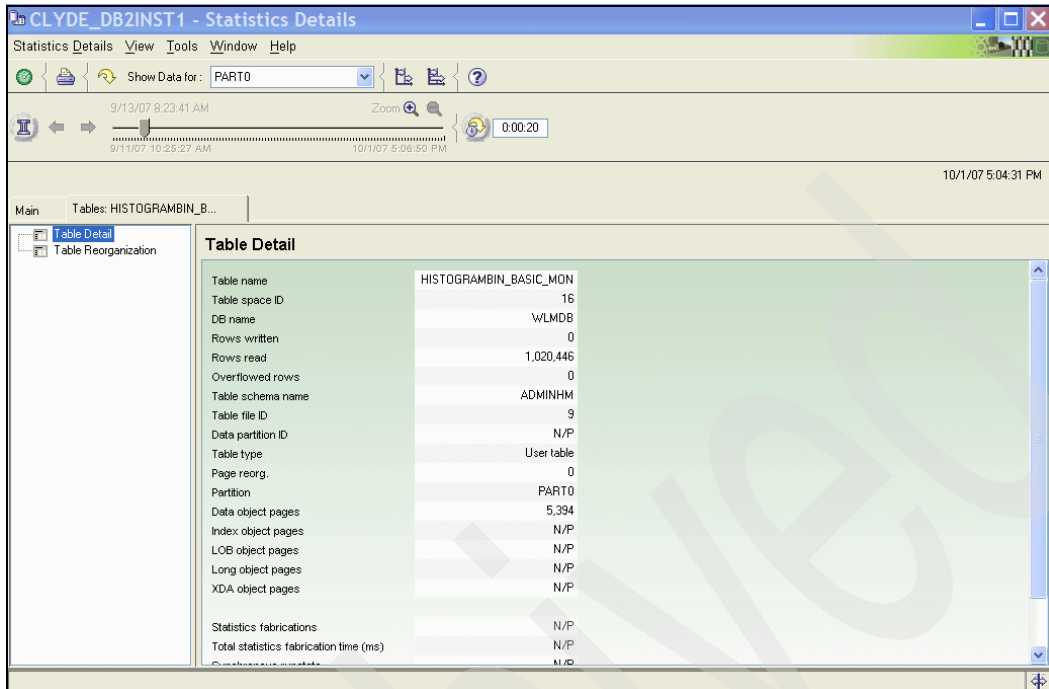 CLYDE_DB2INST1 - Statistics Details
Statistics Details View Tools Window Help
Show Data for: PART0
9/13/07 8:23:41 AM Zoom
0:00:20
9/11/07 10:25:27 AM 10/1/07 5:06:50 PM
10/1/07 5:04:31 PM
Main Tables: HISTOGRAMBIN_B...
Table Detail
Table Reorganization
Table Detail
Table name HISTOGRAMBIN_BASIC_MON
Table space ID 16
DB name WLMDB
Rows written 0
Rows read 1,020,446
Overflowed rows 0
Table schema name ADMINHM
Table file ID 9
Data partition ID N/P
Table type User table
Page reorg. 0
Partition PART0
Data object pages 5,394
Index object pages N/P
LOB object pages N/P
Long object pages N/P
XDA object pages N/P
Statistics fabrications N/P
Total statistics fabrication time (ms) N/P
N/P